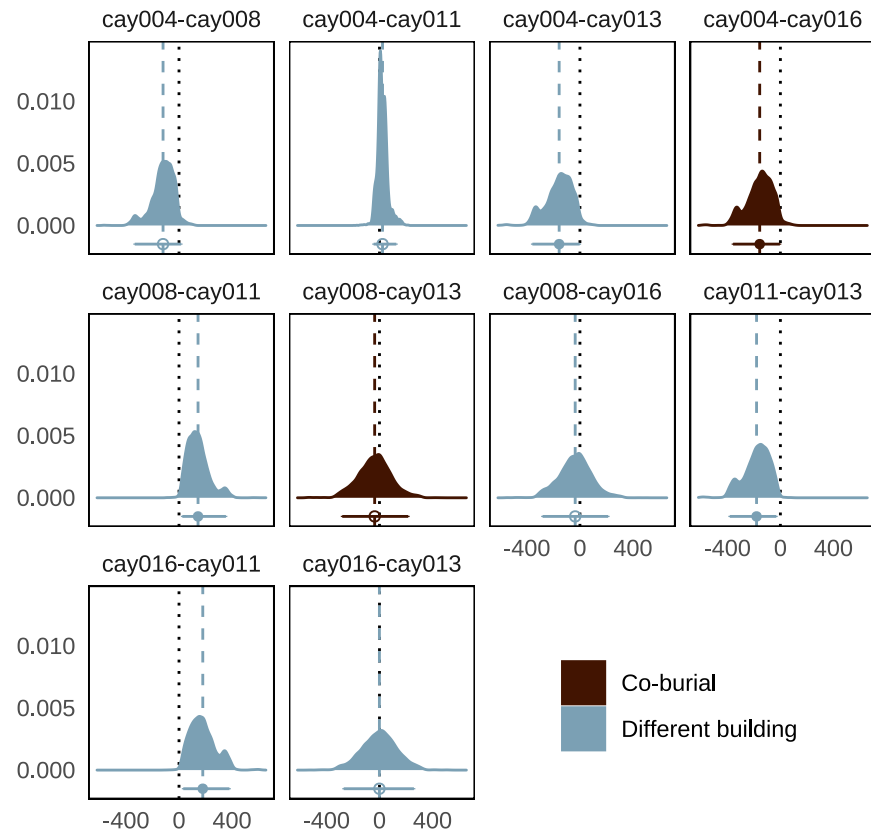 cay004-cay008 cay004-cay011 cay004-cay013 cay004-cay016
0.010
0.005
0.000
cay008-cay011 cay008-cay013 cay008-cay016 cay011-cay013
0.010
0.005
0.000
-400 0 400 -400 0 400
cay016-cay011 cay016-cay013
0.010
0.005
0.000
Co-burial
Different building
-400 0 400 -400 0 400